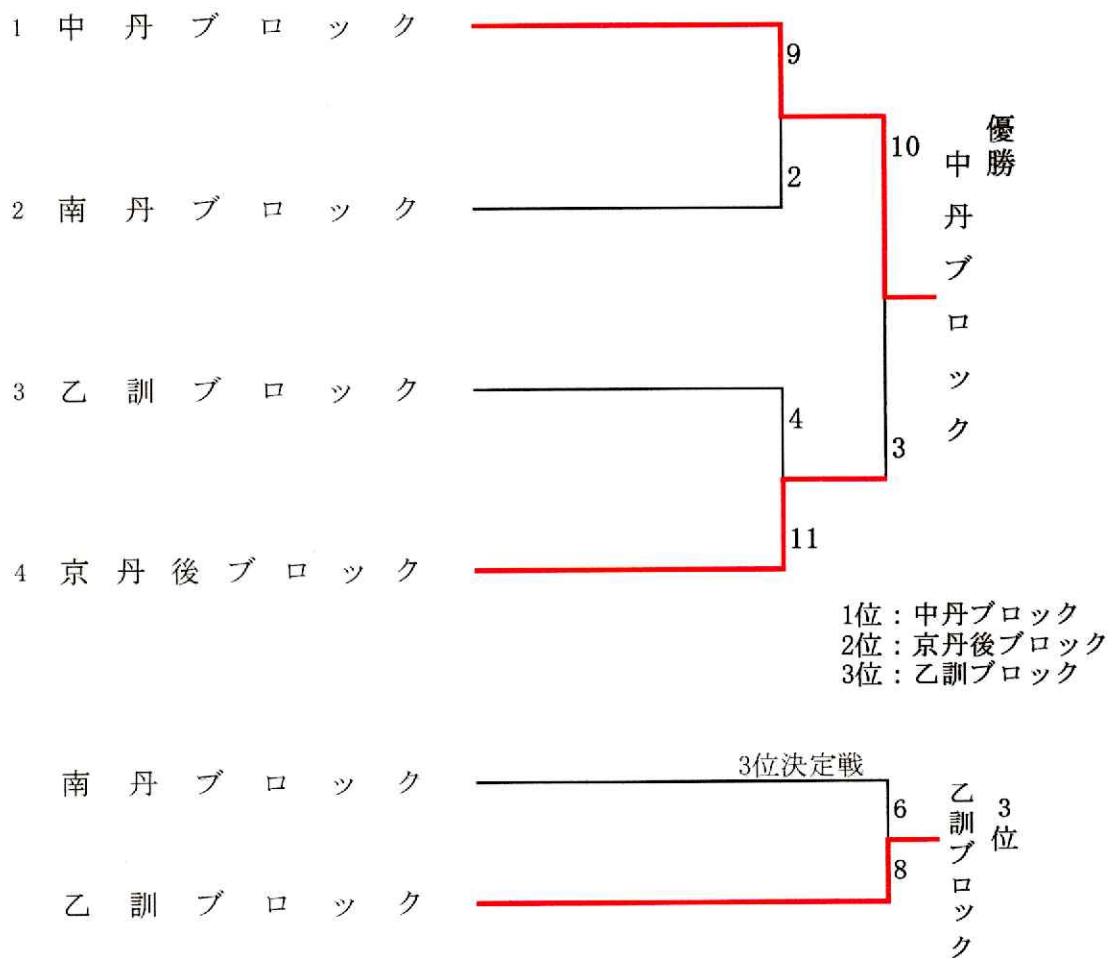 1 中丹ブロック
9
優勝
10
中丹ブロック
2
2 南丹ブロック
3 乙訓ブロック
4
3
11
4 京丹後ブロック
1位：中丹ブロック
2位：京丹後ブロック
3位：乙訓ブロック
3位決定戦
南丹ブロック
6
3位
乙訓ブロック
8
乙訓ブロック